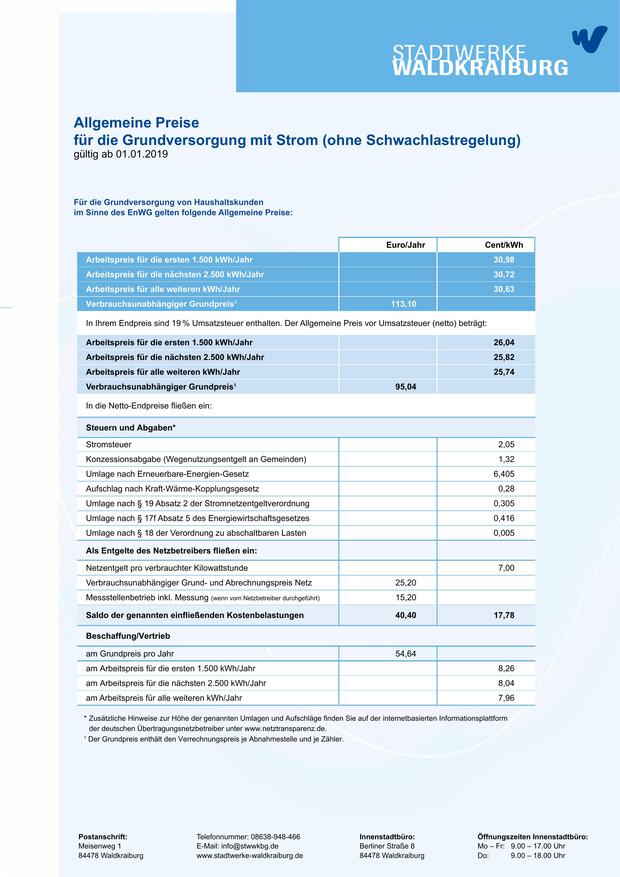 STADTWERKE
WALDKRAIBURG
Allgemeine Preise
für die Grundversorgung mit Strom (ohne Schwachlastregelung)
gültig ab 01.01.2019
Für die Grundversorgung von Haushaltskunden
im Sinne des EnWG gelten folgende Allgemeine Preise:
Euro/Jahr Cent/kWh
Arbeitspreis für die ersten 1.500 kWh/Jahr 30,98
Arbeitspreis für die nächsten 2.500 kWh/Jahr 30,72
Arbeitspreis für alle weiteren kWh/Jahr 30,63
Verbrauchsunabhängiger Grundpreis¹ 113,10
In Ihrem Endpreis sind 19 % Umsatzsteuer enthalten. Der Allgemeine Preis vor Umsatzsteuer (netto) beträgt:
Arbeitspreis für die ersten 1.500 kWh/Jahr 26,04
Arbeitspreis für die nächsten 2.500 kWh/Jahr 25,82
Arbeitspreis für alle weiteren kWh/Jahr 25,74
Verbrauchsunabhängiger Grundpreis¹ 95,04
In die Netto-Endpreise fließen ein:
Steuern und Abgaben*
Stromsteuer 2,05
Konzessionsabgabe (Wegenutzungsentgelt an Gemeinden) 1,32
Umlage nach Erneuerbare-Energien-Gesetz 6,405
Aufschlag nach Kraft-Wärme-Kopplungsgesetz 0,28
Umlage nach § 19 Absatz 2 der Stromnetzentgeltverordnung 0,305
Umlage nach § 17f Absatz 5 des Energiewirtschaftsgesetzes 0,416
Umlage nach § 18 der Verordnung zu abschaltbaren Lasten 0,005
Als Entgelte des Netzbetreibers fließen ein:
Netzentgelt pro verbrauchter Kilowattstunde 7,00
Verbrauchsunabhängiger Grund- und Abrechnungspreis Netz 25,20
Messstellenbetrieb inkl. Messung (wenn vom Netzbetreiber durchgeführt) 15,20
Saldo der genannten einfließenden Kostenbelastungen 40,40 17,78
Beschaffung/Vertrieb
am Grundpreis pro Jahr 54,64
am Arbeitspreis für die ersten 1.500 kWh/Jahr 8,26
am Arbeitspreis für die nächsten 2.500 kWh/Jahr 8,04
am Arbeitspreis für alle weiteren kWh/Jahr 7,96
* Zusätzliche Hinweise zur Höhe der genannten Umlagen und Aufschläge finden Sie auf der internetbasierten Informationsplattform
der deutschen Übertragungsnetzbetreiber unter www.netztransparenz.de.
¹ Der Grundpreis enthält den Verrechnungspreis je Abnahmestelle und je Zähler.
Postanschrift:
Meisenweg 1
84478 Waldkraiburg
Telefonnummer: 08638-948-466
E-Mail: info@stwwkbg.de
www.stadtwerke-waldkraiburg.de
Innenstadtbüro:
Berliner Straße 8
84478 Waldkraiburg
Öffnungszeiten Innenstadtbüro:
Mo – Fr: 9.00 – 17.00 Uhr
Do: 9.00 – 18.00 Uhr